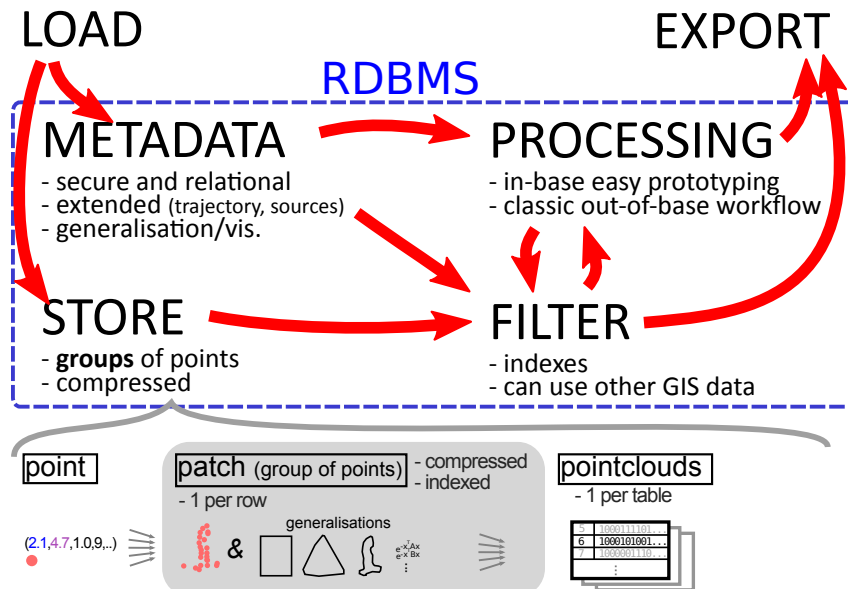 LOAD
EXPORT
RDBMS
METADATA
- secure and relational
- extended (trajectory, sources)
- generalisation/vis.
PROCESSING
- in-base easy prototyping
- classic out-of-base workflow
STORE
- groups of points
- compressed
FILTER
- indexes
- can use other GIS data
point
(2.1,4.7,1.0,9,..)
patch (group of points)
- compressed
- indexed
- 1 per row
generalisations
&
pointclouds
- 1 per table
5 1000111101...
6 1000101001...
7 1000001110...
⋮